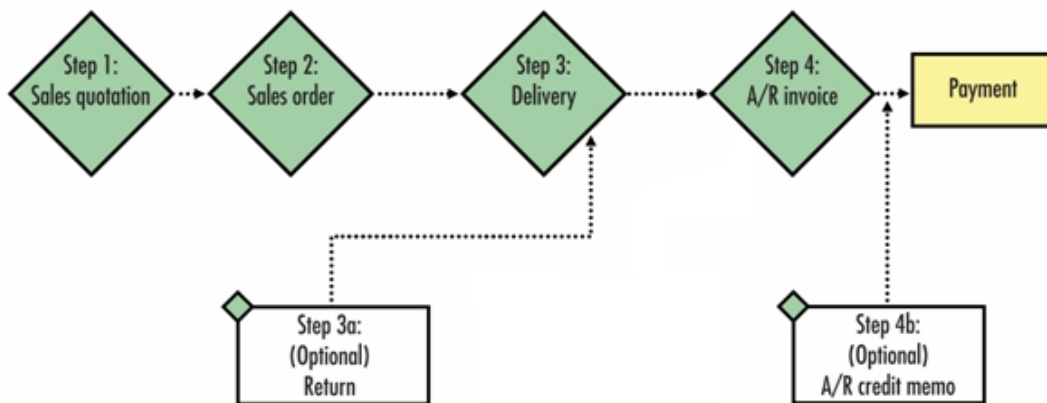 Step 1:
Sales quotation
Step 2:
Sales order
Step 3:
Delivery
Step 4:
A/R invoice
Payment
Step 3a:
(Optional)
Return
Step 4b:
(Optional)
A/R credit memo